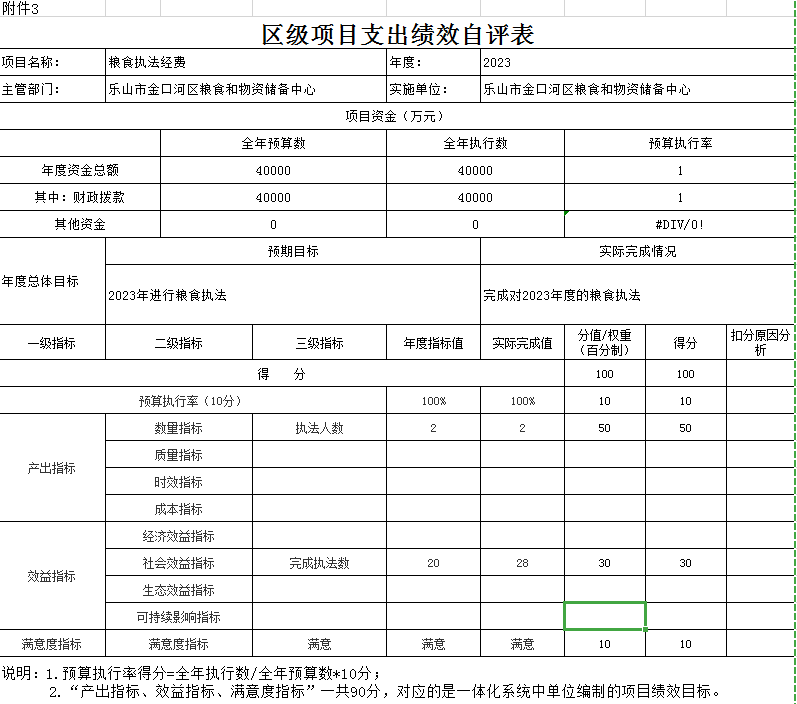 附件3
区级项目支出绩效自评表
项目名称： 粮食执法经费 年度： 2023
主管部门： 乐山市金口河区粮食和物资储备中心 实施单位： 乐山市金口河区粮食和物资储备中心
项目资金（万元）
全年预算数 全年执行数 预算执行率
年度资金总额 40000 40000 1
其中：财政拨款 40000 40000 1
其他资金 0 0 #DIV/0!
年度总体目标 预期目标 实际完成情况
2023年进行粮食执法 完成对2023年度的粮食执法
一级指标 二级指标 三级指标 年度指标值 实际完成值 分值/权重（百分制） 得分 扣分原因分析
得 分 100 100
预算执行率（10分） 100% 100% 10 10
产出指标 数量指标 执法人数 2 2 50 50
质量指标
时效指标
成本指标
效益指标 经济效益指标
社会效益指标 完成执法数 20 28 30 30
生态效益指标
可持续影响指标
满意度指标 满意度指标 满意 满意 满意 10 10
说明：1.预算执行率得分=全年执行数/全年预算数*10分；
2.“产出指标、效益指标、满意度指标”一共90分，对应的是一体化系统中单位编制的项目绩效目标。